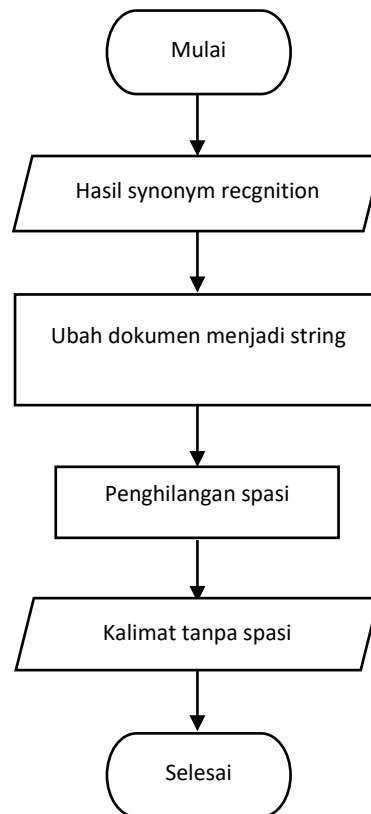 Mulai
Hasil synonym recgnition
Ubah dokumen menjadi string
Penghilangan spasi
Kalimat tanpa spasi
Selesai